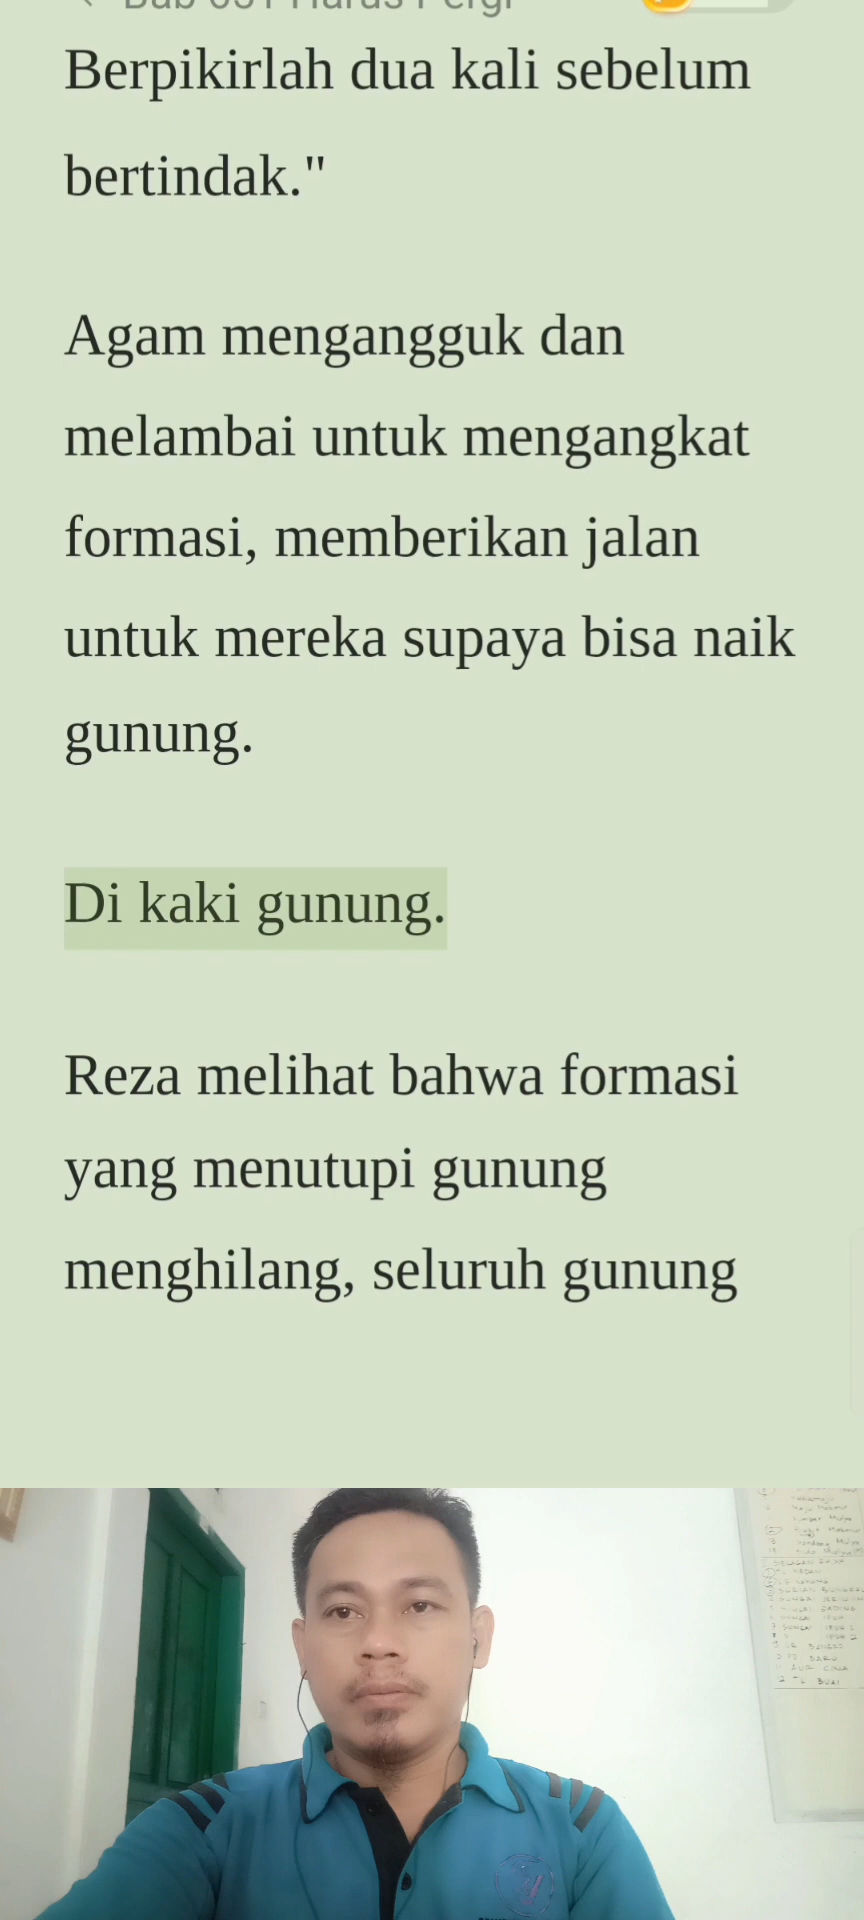 Berpikirlah dua kali sebelum
bertindak."
Agam mengangguk dan
melambai untuk mengangkat
formasi, memberikan jalan
untuk mereka supaya bisa naik
gunung.
Di kaki gunung.
Reza melihat bahwa formasi
yang menutupi gunung
menghilang, seluruh gunung